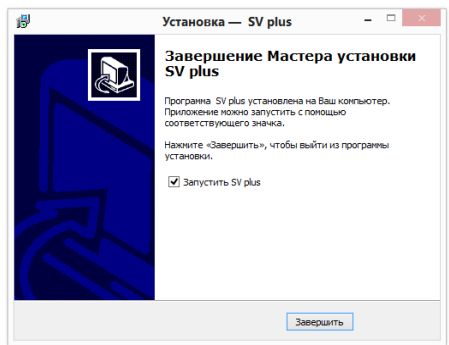 Установка — SV plus
Завершение Мастера установки
SV plus
Программа SV plus установлена на Ваш компьютер.
Приложение можно запустить с помощью
соответствующего значка.
Нажмите «Завершить», чтобы выйти из программы
установки.
Запустить SV plus
Завершить